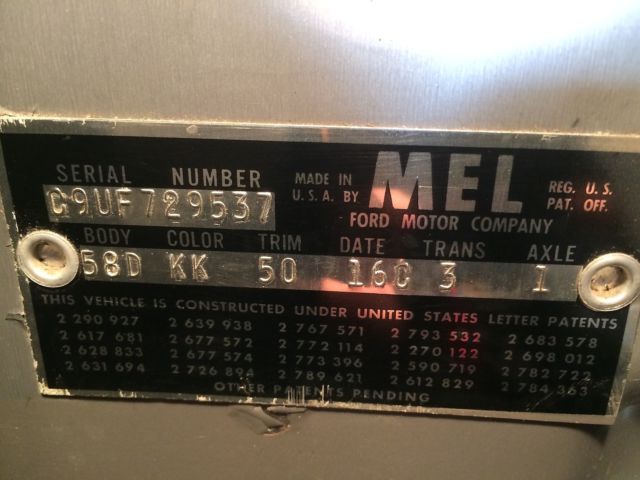 SERIAL NUMBER
MADE IN U.S.A. BY
MEL
REG. U.S. PAT. OFF.
C9UF729537
FORD MOTOR COMPANY
BODY COLOR TRIM DATE TRANS AXLE
58D KK 50 16C 3 1
THIS VEHICLE IS CONSTRUCTED UNDER UNITED STATES LETTER PATENTS
2 290 927 2 639 938 2 767 571 2 793 532 2 683 578
2 617 681 2 677 572 2 772 114 2 270 122 2 698 012
2 628 833 2 677 574 2 773 396 2 590 719 2 782 722
2 631 694 2 726 894 2 789 621 2 612 829 2 784 363
OTHER PATENTS PENDING